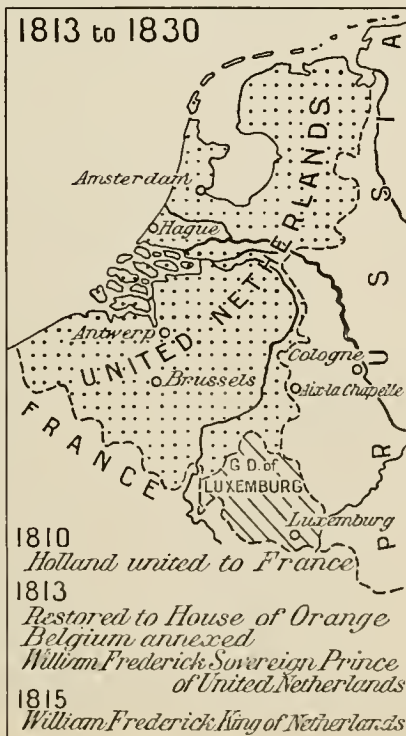 1813 to 1830
PRUSSIA
UNITED NETHERLANDS
Amsterdam
Hague
Antwerp
Cologne
Brussels
Aix-la Chapelle
FRANCE
G.D. of
LUXEMBURG
Luxemburg
1810
Holland united to France
1813
Restored to House of Orange
Belgium annexed
William Frederick Sovereign Prince
of United Netherlands
1815
William Frederick King of Netherlands